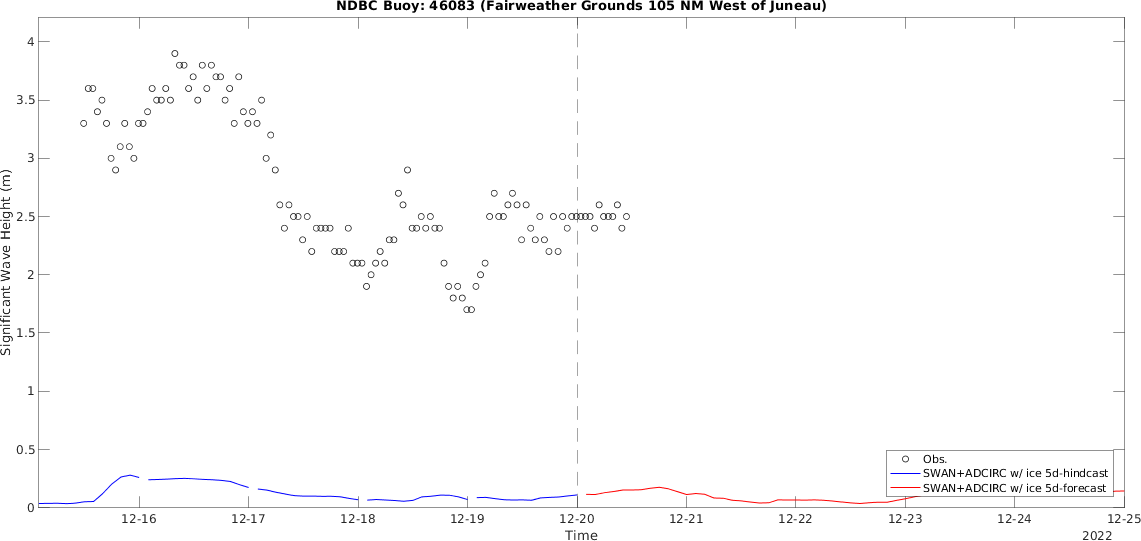 NDBC Buoy: 46083 (Fairweather Grounds 105 NM West of Juneau)
4
3.5
3
2.5
2
1.5
1
0.5
0
Significant Wave Height (m)
Obs.
SWAN+ADCIRC w/ ice 5d-hindcast
SWAN+ADCIRC w/ ice 5d-forecast
12-16 12-17 12-18 12-19 12-20 12-21 12-22 12-23 12-24 12-25
Time
2022